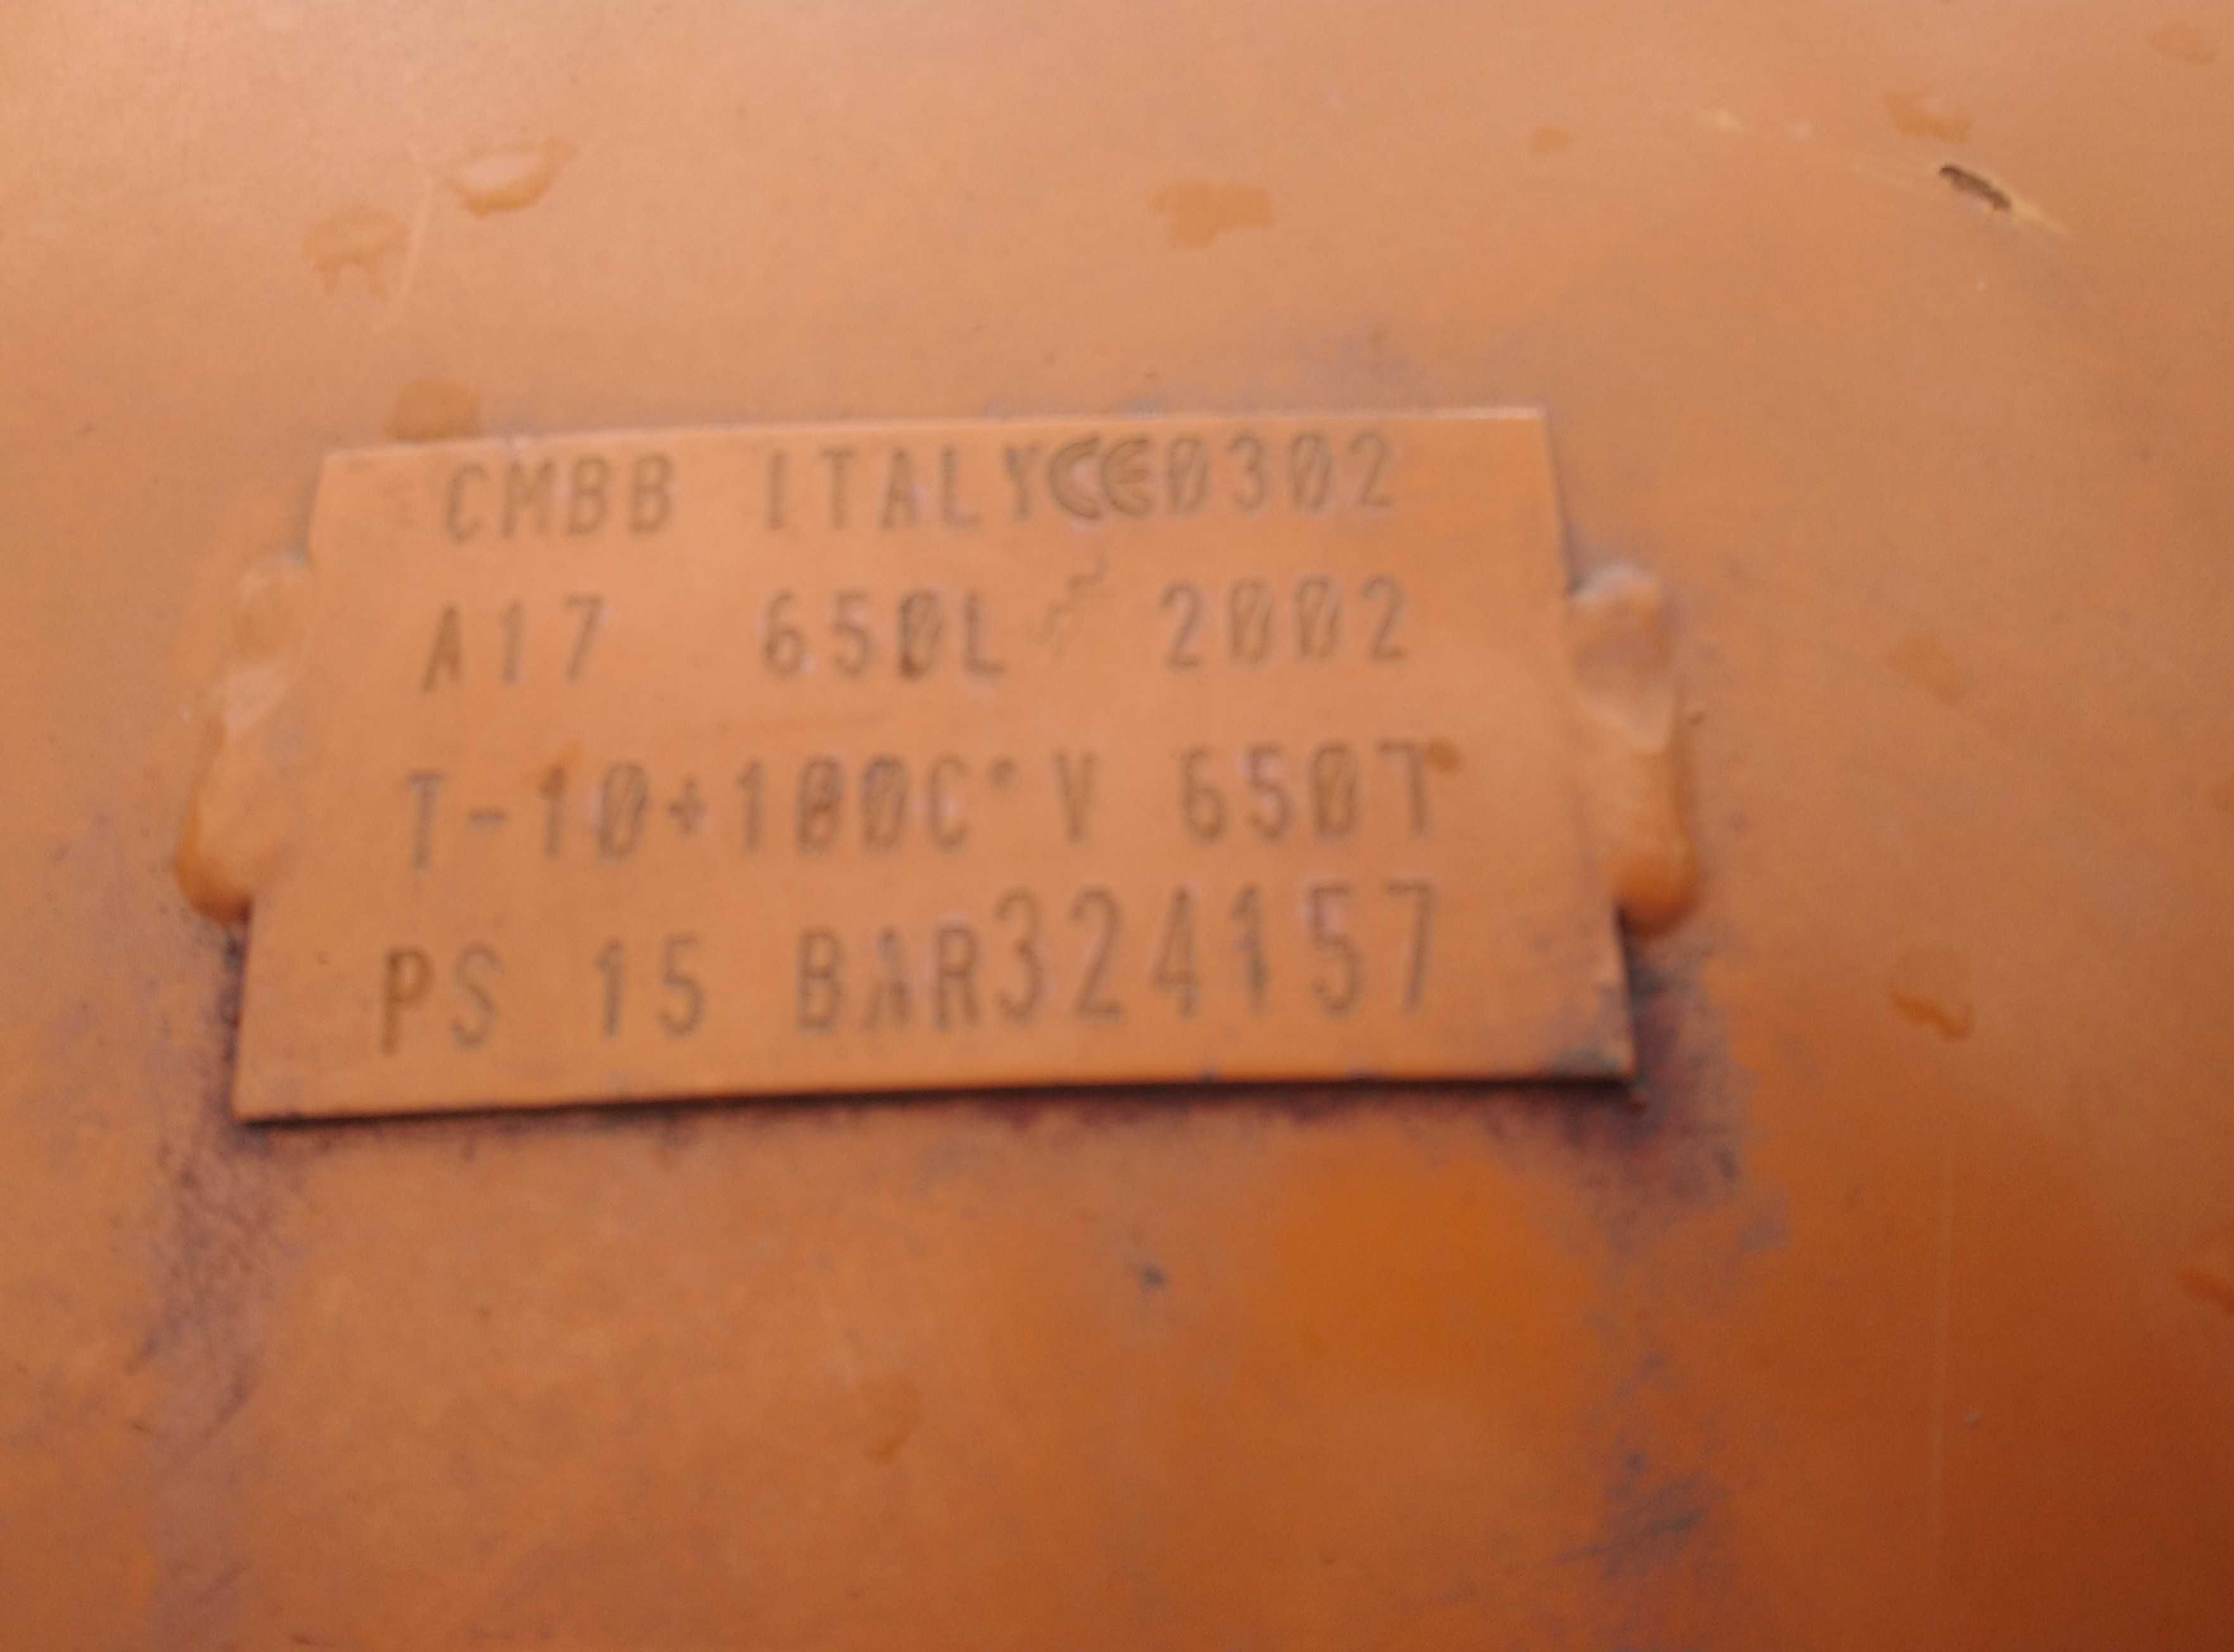 CMBB ITALY CE0302
A17 650L 2002
T-10+100C° V 650T
PS 15 BAR324157